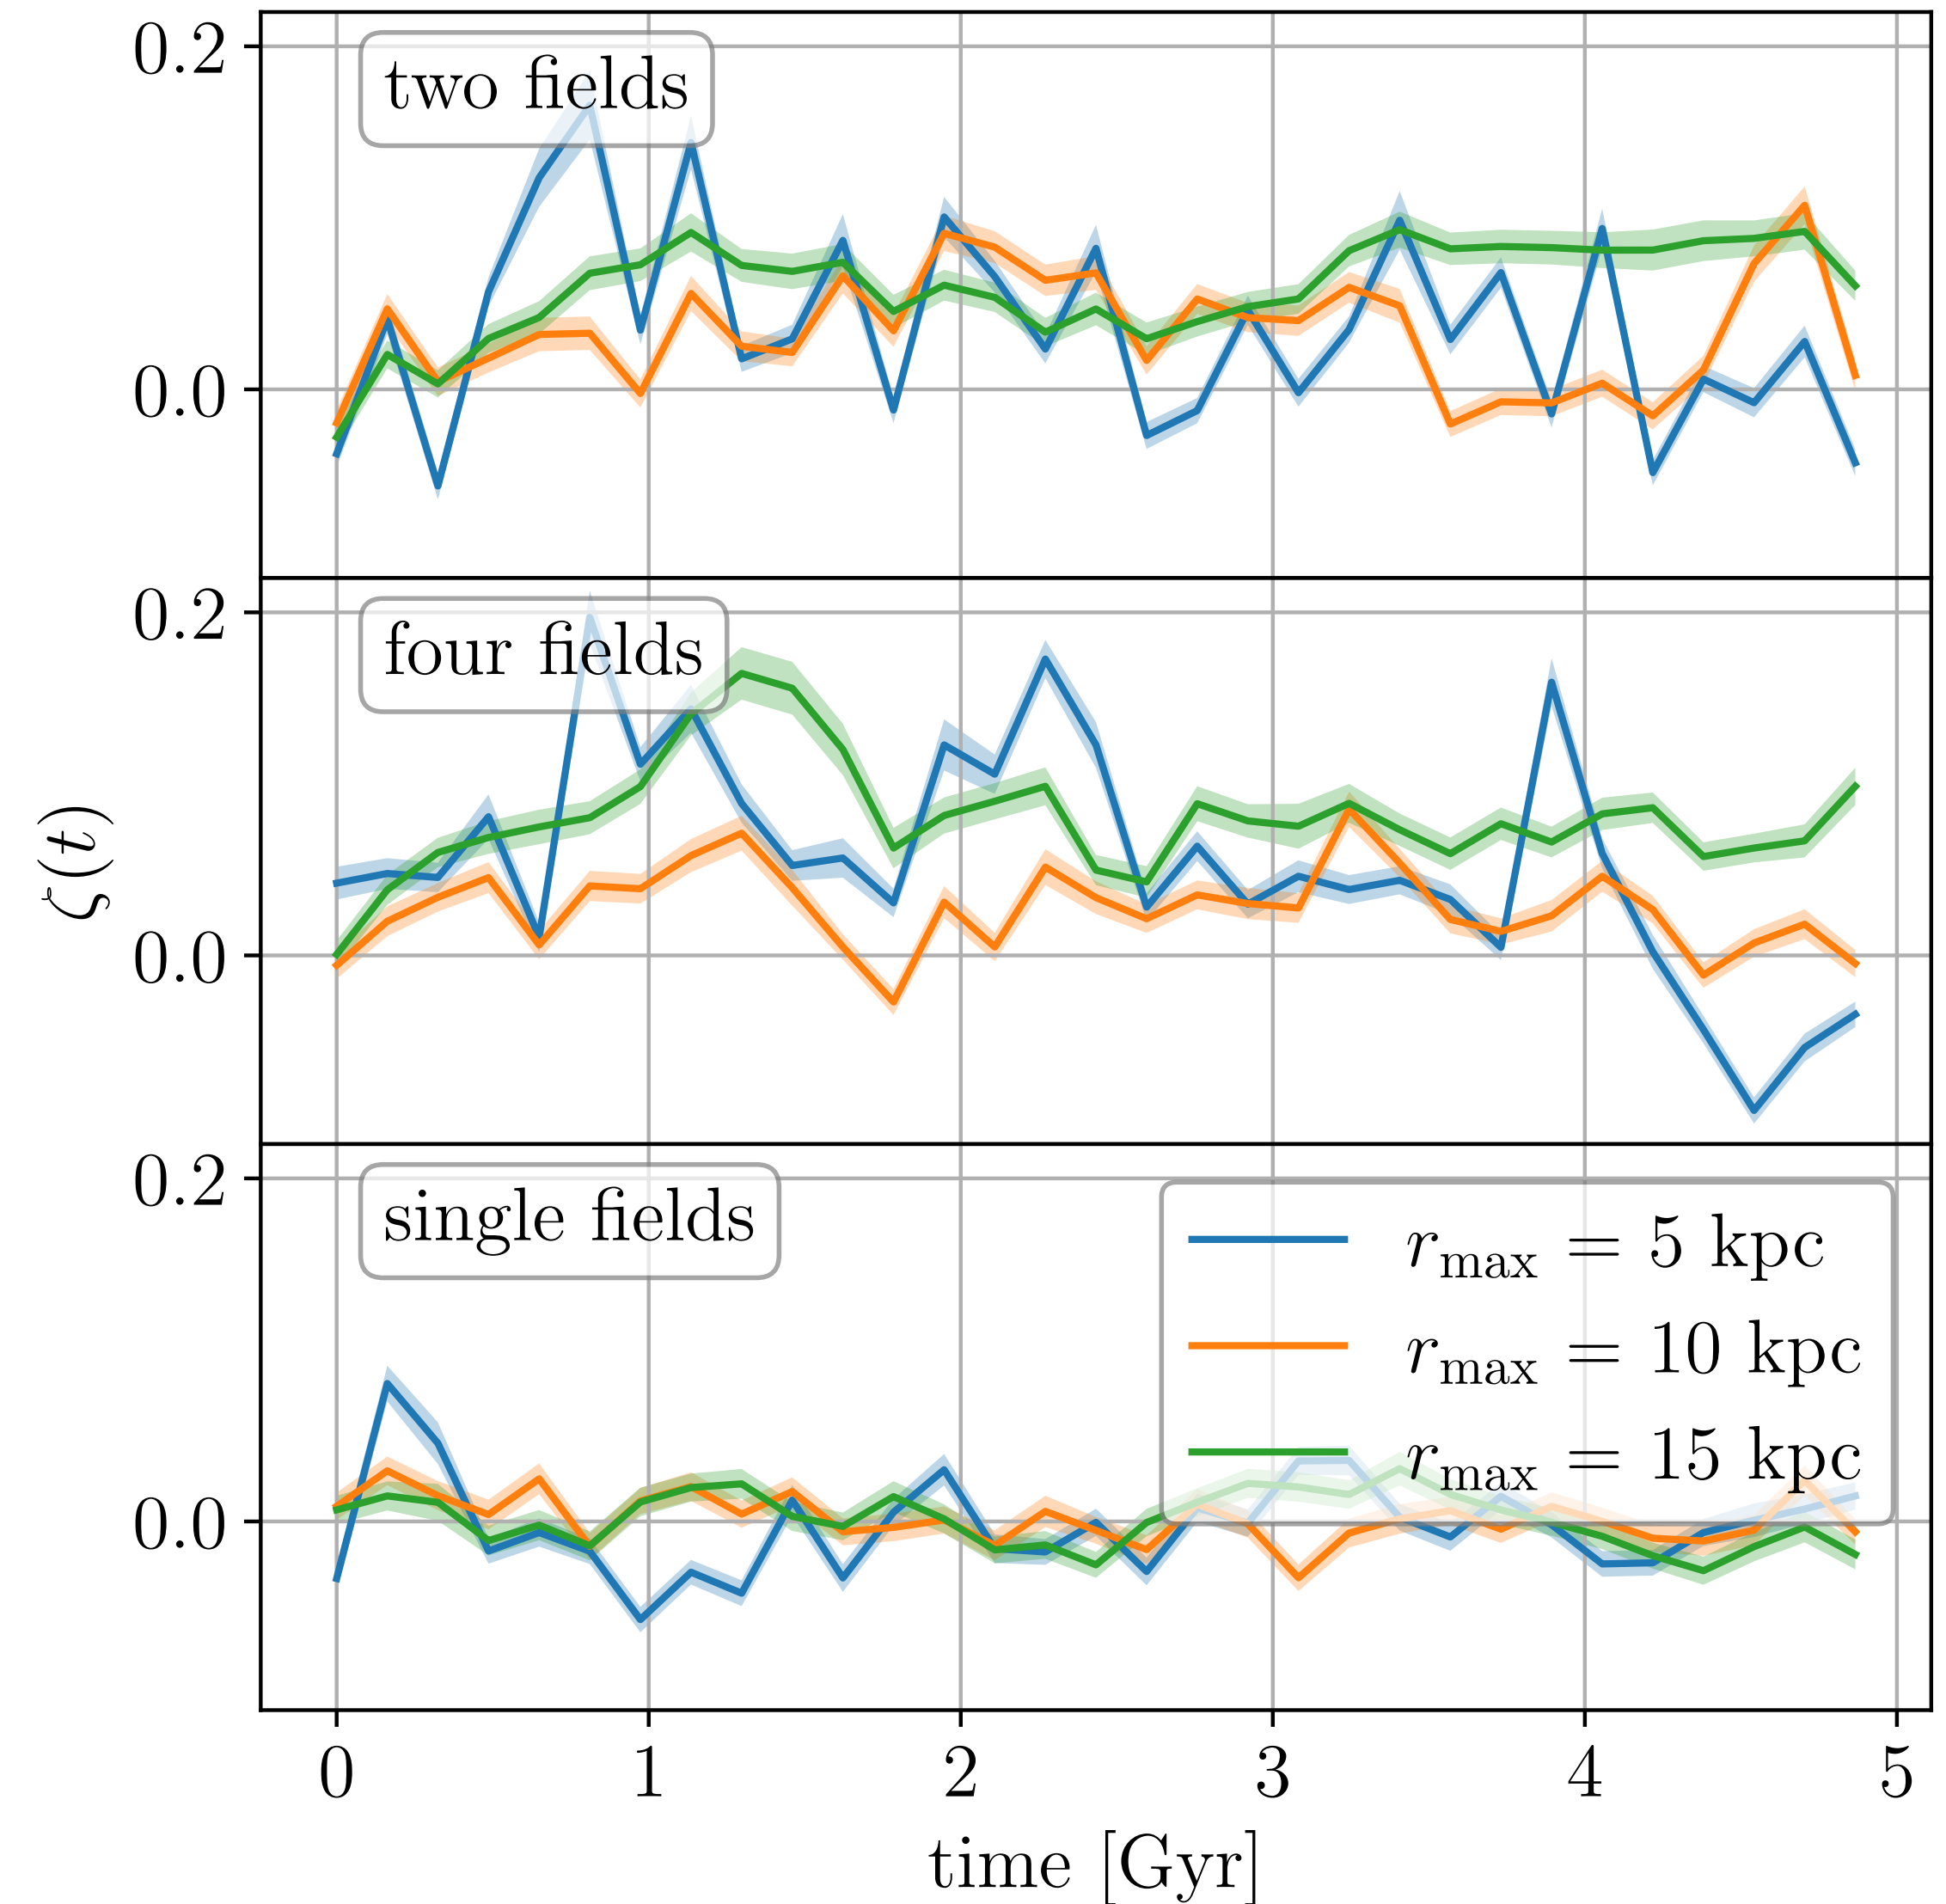 0.2
two fields
0.0
0.2
four fields
ζ(t)
0.0
0.2
single fields
r_max = 5 kpc
r_max = 10 kpc
r_max = 15 kpc
0.0
0 1 2 3 4 5
time [Gyr]